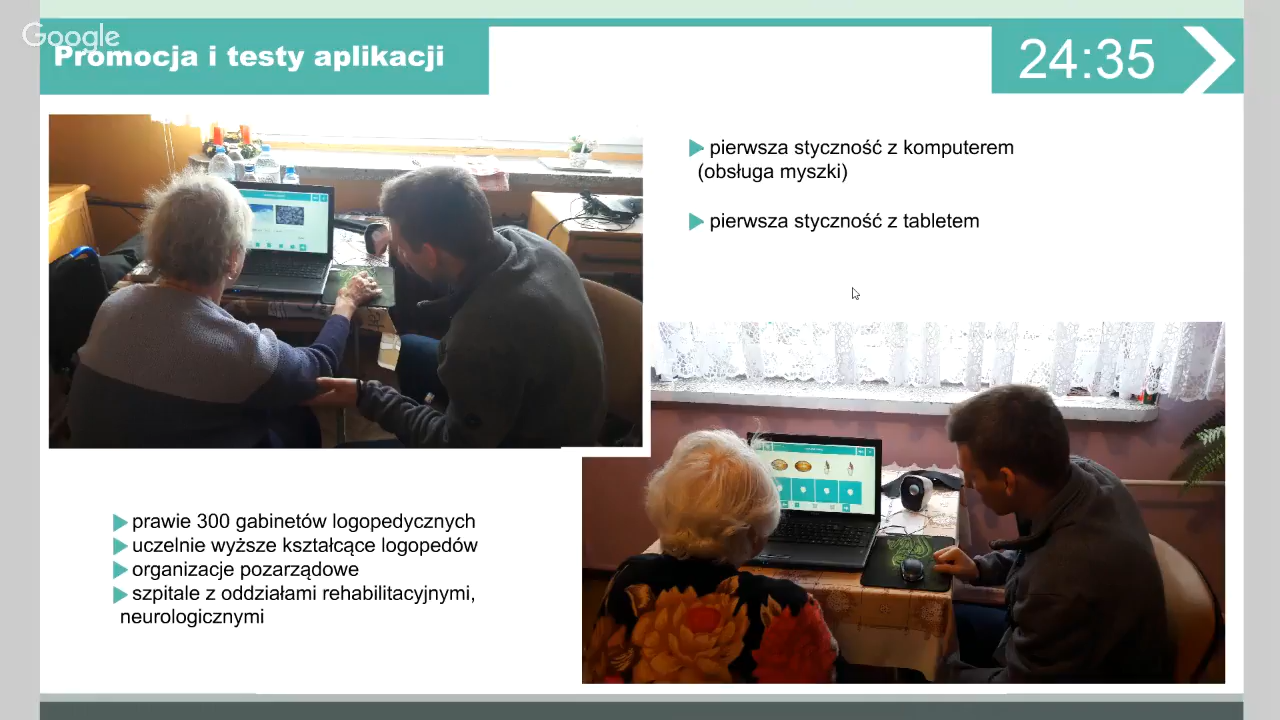 Google
Promocja i testy aplikacji
24:35
pierwsza styczność z komputerem
(obsługa myszki)
pierwsza styczność z tabletem
prawie 300 gabinetów logopedycznych
uczelnie wyższe kształcące logopedów
organizacje pozarządowe
szpitale z oddziałami rehabilitacyjnymi,
neurologicznymi